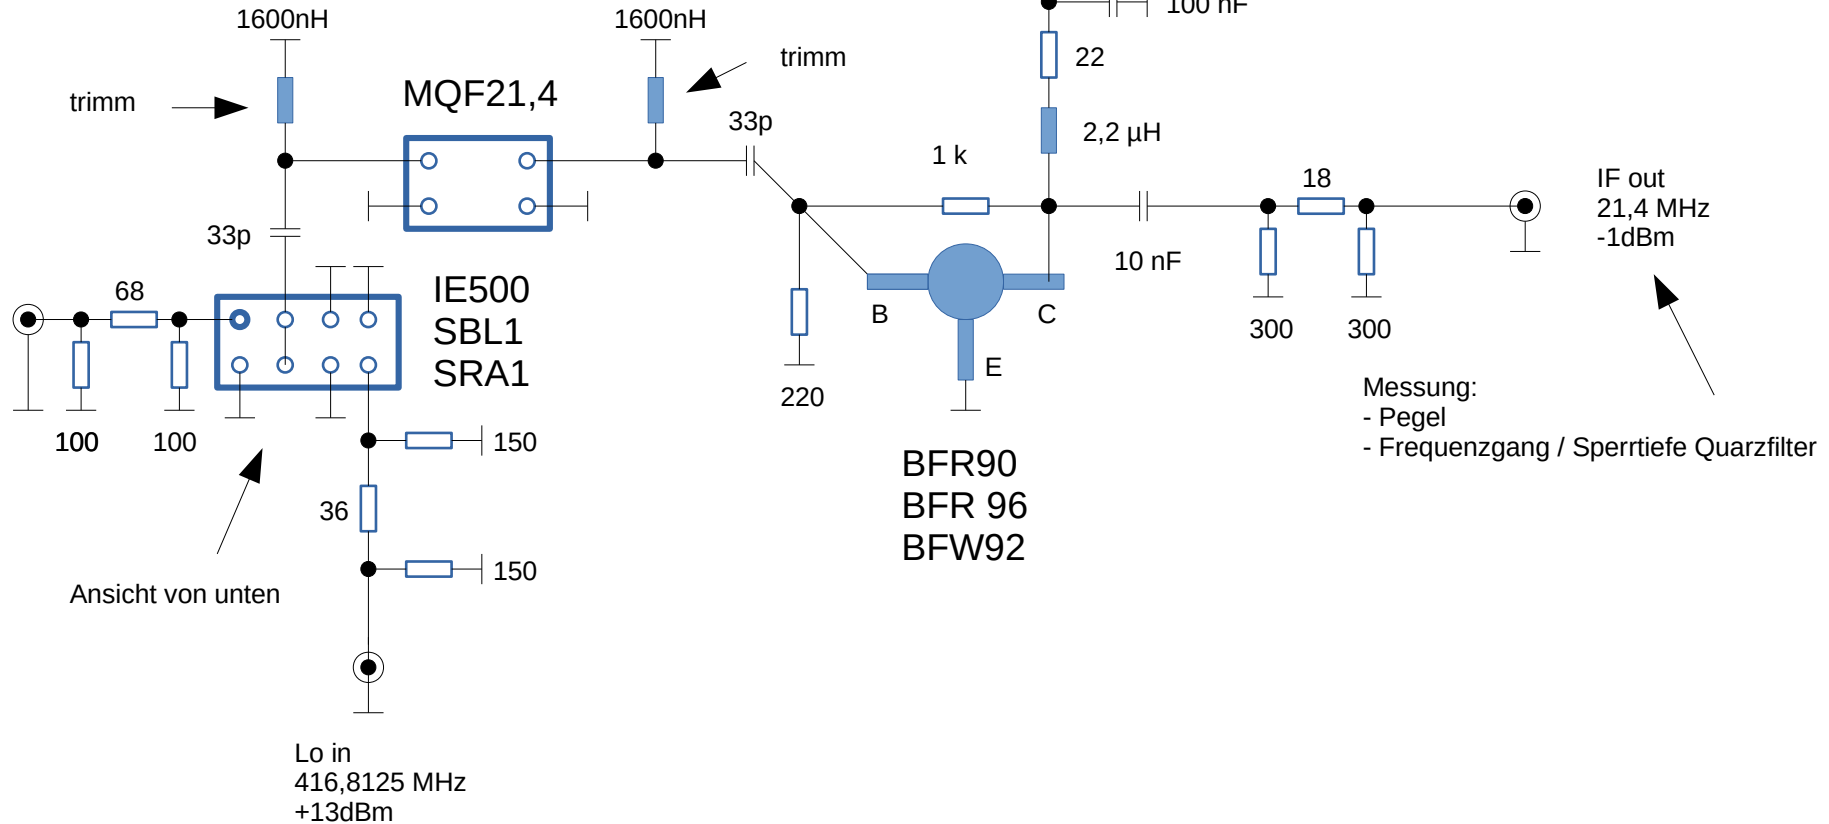 1600nH
1600nH
100 nF
trimm
22
trimm
MQF21,4
33p
2,2 µH
1 k
18
IF out
21,4 MHz
-1dBm
33p
10 nF
68
IE500
SBL1
SRA1
B
C
E
300
300
220
100
100
150
Messung:
- Pegel
- Frequenzgang / Sperrtiefe Quarzfilter
BFR90
BFR 96
BFW92
36
150
Ansicht von unten
Lo in
416,8125 MHz
+13dBm